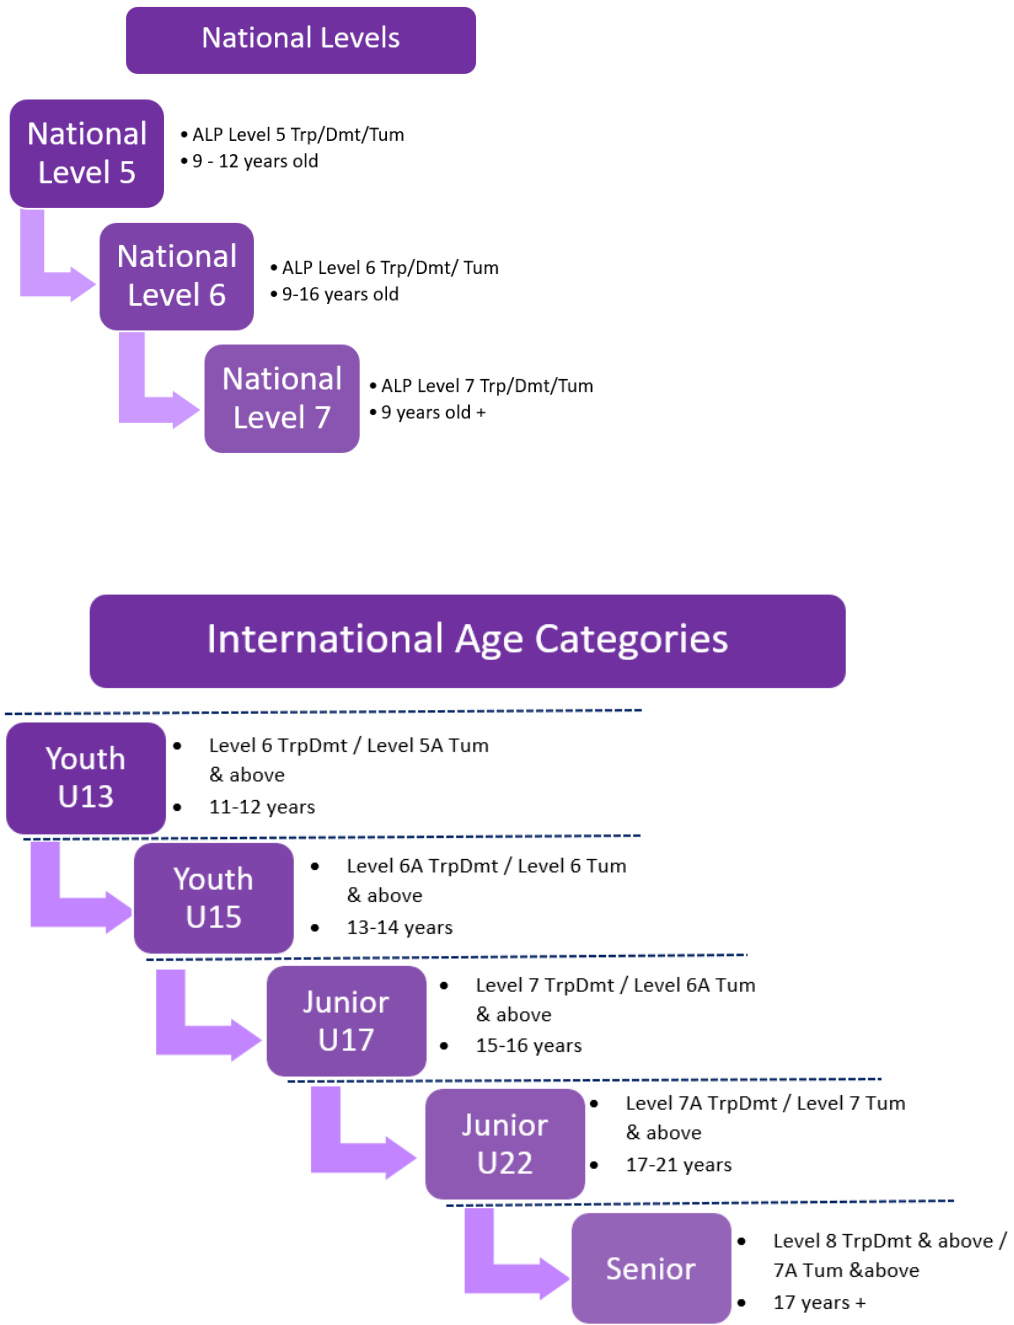 National Levels
National
Level 5
• ALP Level 5 Trp/Dmt/Tum
• 9 - 12 years old
National
Level 6
• ALP Level 6 Trp/Dmt/ Tum
• 9-16 years old
National
Level 7
• ALP Level 7 Trp/Dmt/Tum
• 9 years old +
International Age Categories
Youth
U13
• Level 6 TrpDmt / Level 5A Tum
& above
• 11-12 years
Youth
U15
• Level 6A TrpDmt / Level 6 Tum
& above
• 13-14 years
Junior
U17
• Level 7 TrpDmt / Level 6A Tum
& above
• 15-16 years
Junior
U22
• Level 7A TrpDmt / Level 7 Tum
& above
• 17-21 years
Senior
• Level 8 TrpDmt & above /
7A Tum &above
• 17 years +